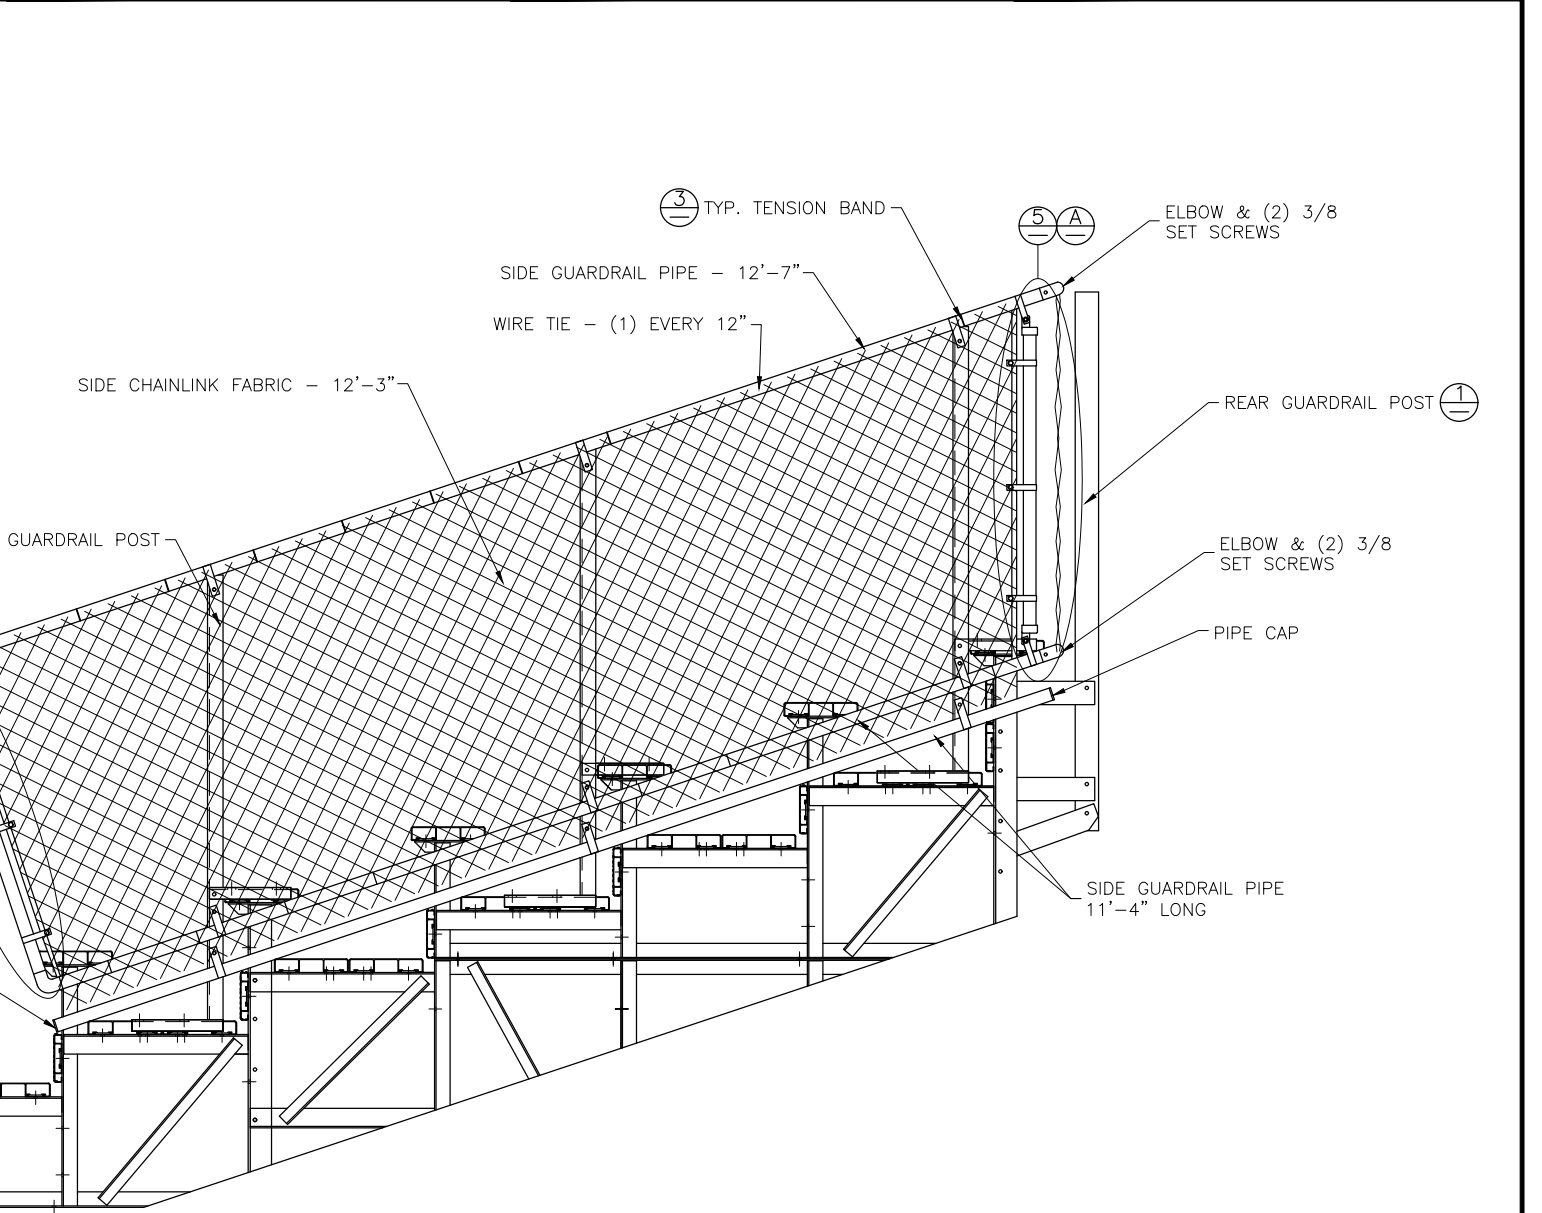 3 TYP. TENSION BAND
5 A
ELBOW & (2) 3/8
SET SCREWS
SIDE GUARDRAIL PIPE – 12'–7"
WIRE TIE – (1) EVERY 12"
SIDE CHAINLINK FABRIC – 12'–3"
REAR GUARDRAIL POST 1
GUARDRAIL POST
ELBOW & (2) 3/8
SET SCREWS
PIPE CAP
SIDE GUARDRAIL PIPE
11'–4" LONG